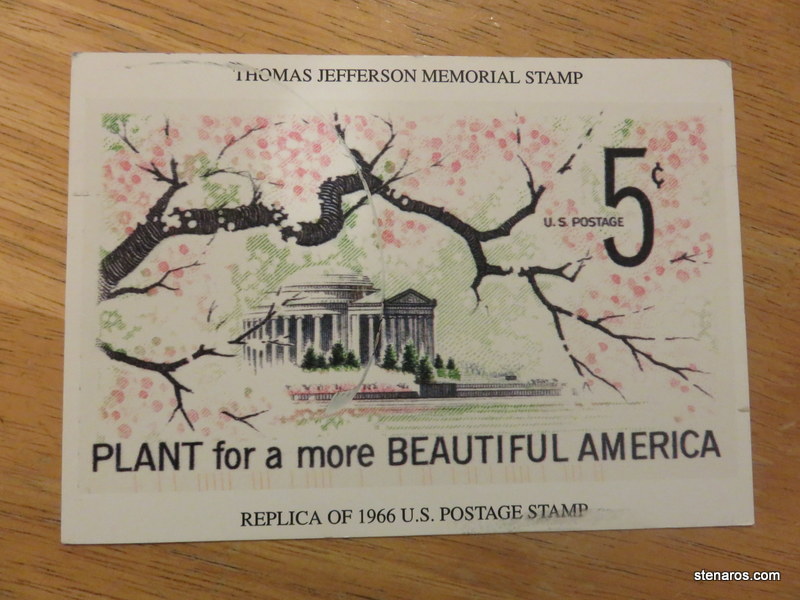 THOMAS JEFFERSON MEMORIAL STAMP
5¢
U.S. POSTAGE
PLANT for a more BEAUTIFUL AMERICA
REPLICA OF 1966 U.S. POSTAGE STAMP
stenaros.com